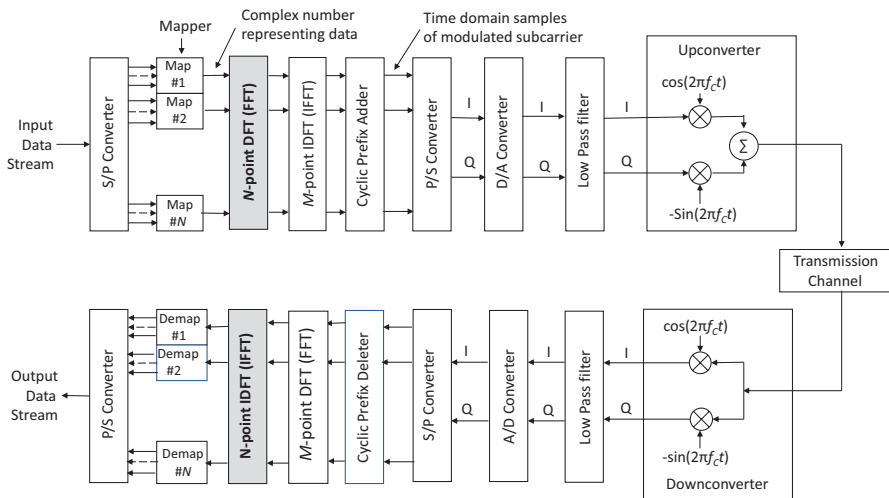 Mapper
Complex number
representing data
Time domain samples
of modulated subcarrier
Upconverter
Input
Data
Stream
S/P Converter
Map
#1
Map
#2
Map
#N
N-point DFT (FFT)
M-point IDFT (IFFT)
Cyclic Prefix Adder
P/S Converter
I
Q
D/A Converter
I
Q
Low Pass filter
I
Q
cos(2πfCt)
Σ
-Sin(2πfCt)
Transmission
Channel
Output
Data
Stream
P/S Converter
Demap
#1
Demap
#2
Demap
#N
N-point IDFT (IFFT)
M-point DFT (FFT)
Cyclic Prefix Deleter
S/P Converter
I
Q
A/D Converter
I
Q
Low Pass filter
I
Q
cos(2πfCt)
-sin(2πfCt)
Downconverter